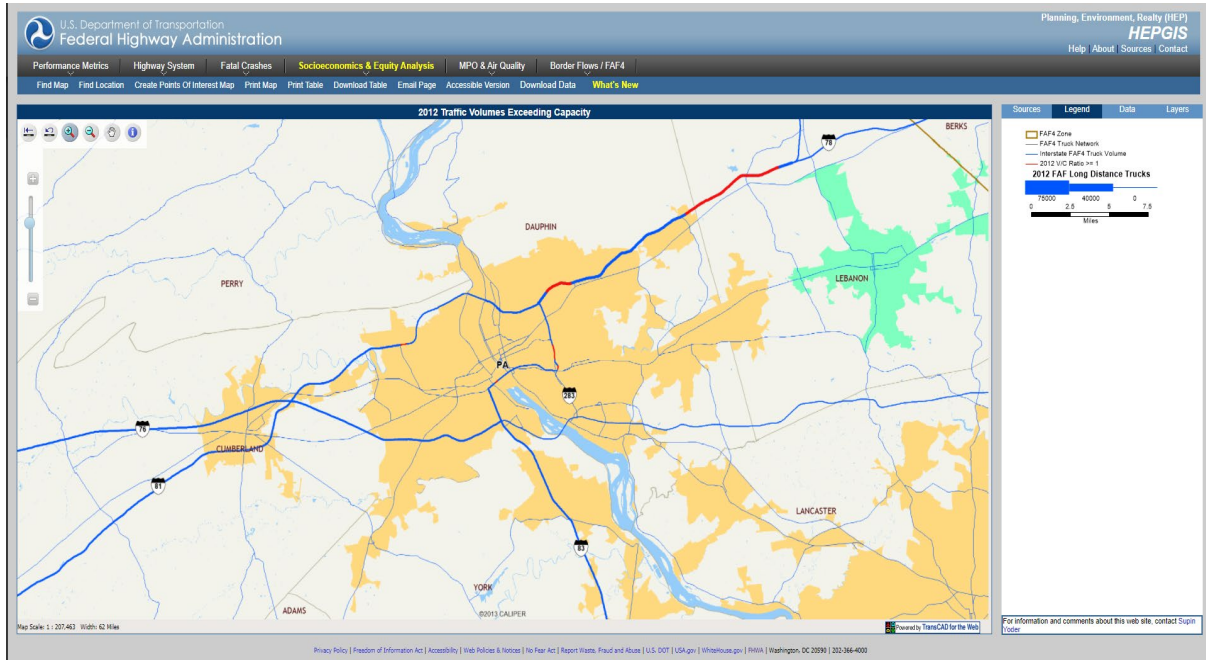 U.S. Department of Transportation
Federal Highway Administration
Planning, Environment, Realty (HEP)
HEPGIS
Help | About | Sources | Contact
Performance Metrics | Highway System | Fatal Crashes | Socioeconomics & Equity Analysis | MPO & Air Quality | Border Flows / FAF4
Find Map Find Location Create Points Of Interest Map Print Map Print Table Download Table Email Page Accessible Version Download Data What's New
2012 Traffic Volumes Exceeding Capacity
BERKS
78
DAUPHIN
PERRY
LEBANON
PA
283
76
CUMBERLAND
81
LANCASTER
83
YORK
ADAMS
©2013 CALIPER
Map Scale: 1 : 207,463 Width: 62 Miles
Powered by TransCAD for the Web
Sources Legend Data Layers
FAF4 Zone
FAF4 Truck Network
Interstate FAF4 Truck Volume
2012 V/C Ratio >= 1
2012 FAF Long Distance Trucks
75000 40000 0
0 2.5 5 7.5
Miles
For information and comments about this web site, contact Supin
Yoder
Privacy Policy | Freedom of Information Act | Accessibility | Web Policies & Notices | No Fear Act | Report Waste, Fraud and Abuse | U.S. DOT | USA.gov | WhiteHouse.gov | FHWA | Washington, DC 20590 | 202-366-4000